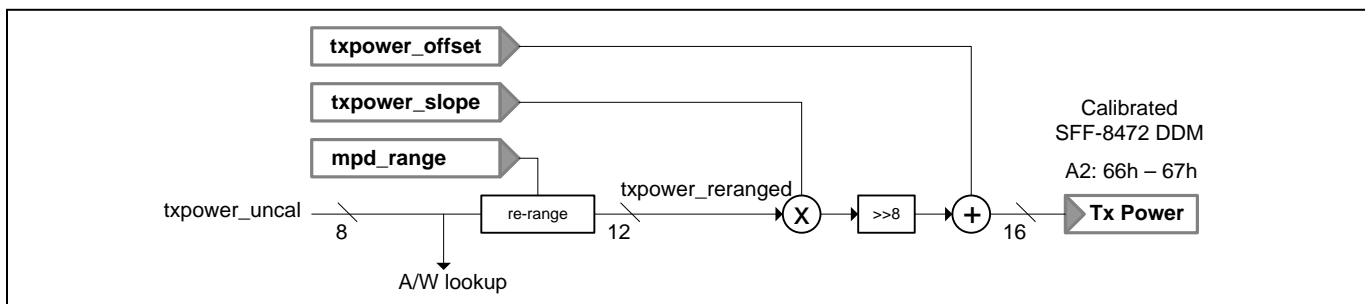 txpower_offset
txpower_slope
mpd_range
Calibrated
SFF-8472 DDM
A2: 66h – 67h
txpower_uncal
8
re-range
12
txpower_reranged
X
>>8
+
16
Tx Power
A/W lookup